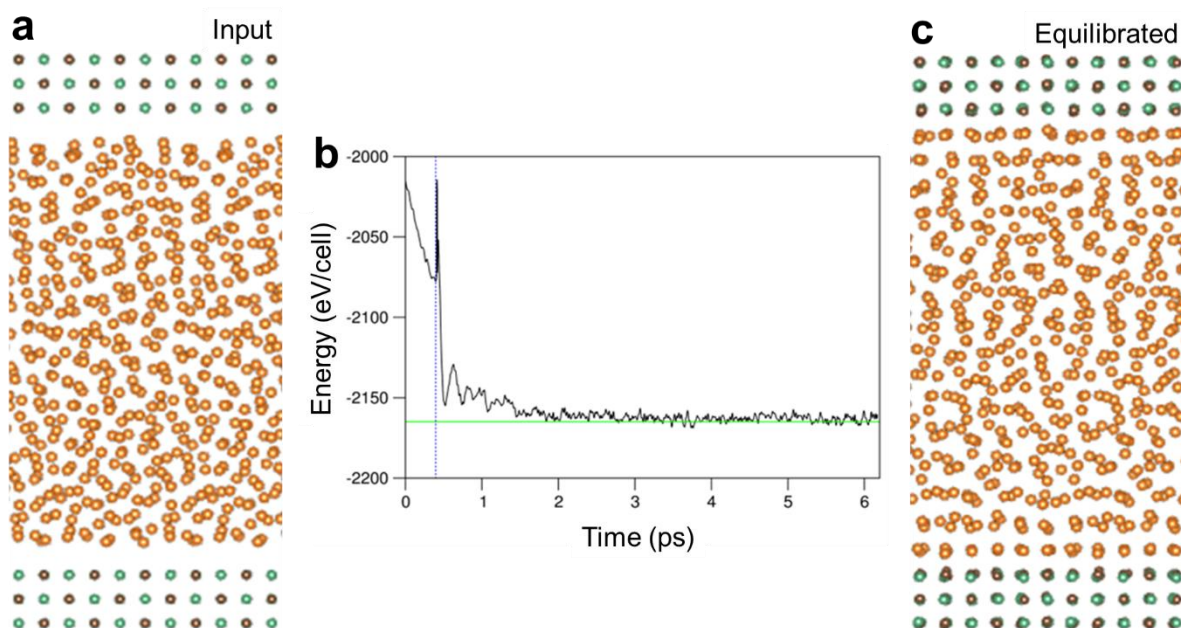 a
Input
b
Energy (eV/cell)
-2000
-2050
-2100
-2150
-2200
0 1 2 3 4 5 6
Time (ps)
c
Equilibrated